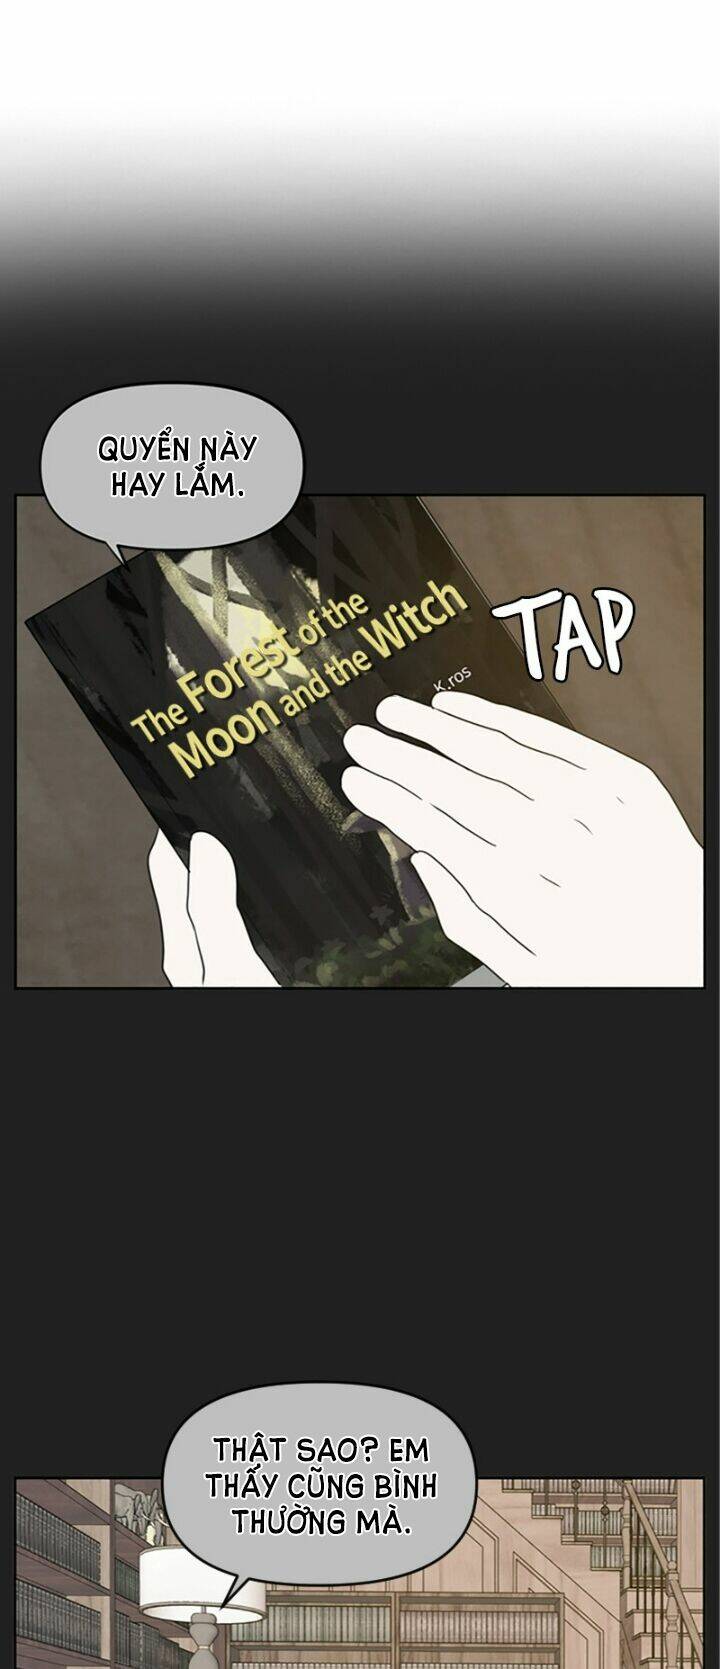 QUYỂN NÀY
HAY LẮM.
The Forest of the
Moon and the Witch
K.ros
TAP
THẬT SAO? EM
THẤY CŨNG BÌNH
THƯỜNG MÀ.